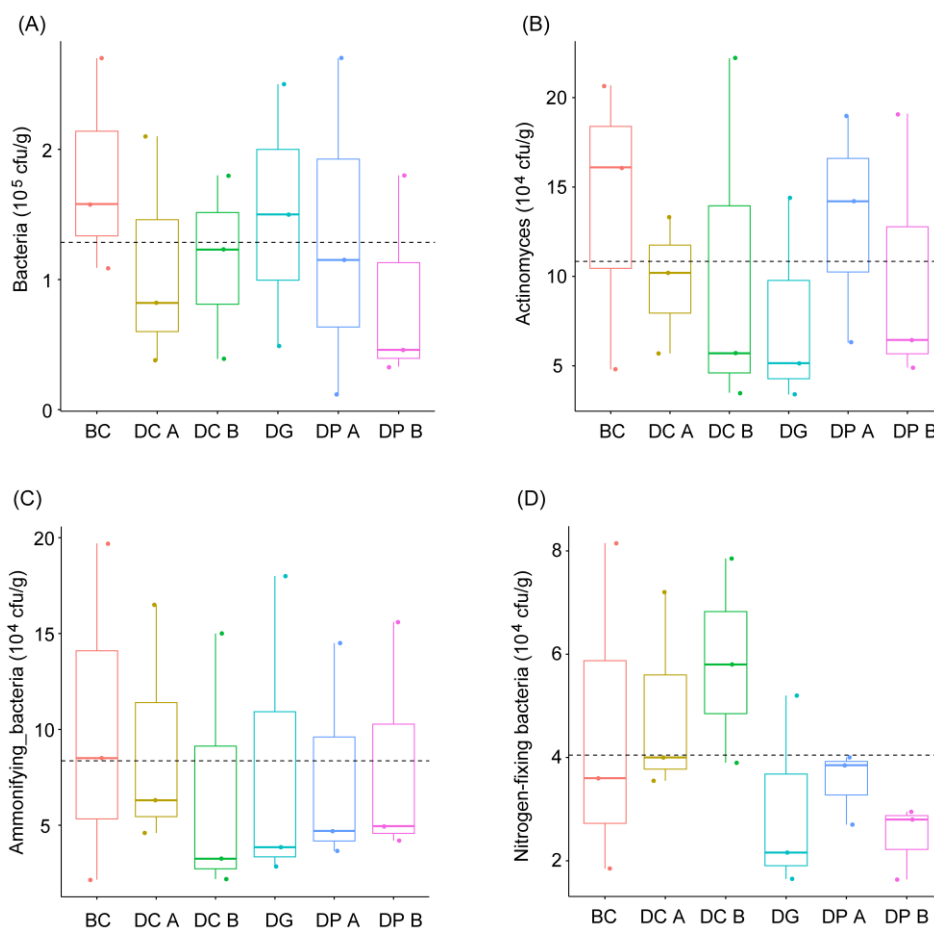 (A)
Bacteria (10⁵ cfu/g)
2
1
0
BC DC A DC B DG DP A DP B
(B)
Actinomyces (10⁴ cfu/g)
20
15
10
5
BC DC A DC B DG DP A DP B
(C)
Ammonifying_bacteria (10⁴ cfu/g)
20
15
10
5
BC DC A DC B DG DP A DP B
(D)
Nitrogen-fixing bacteria (10⁴ cfu/g)
8
6
4
2
BC DC A DC B DG DP A DP B